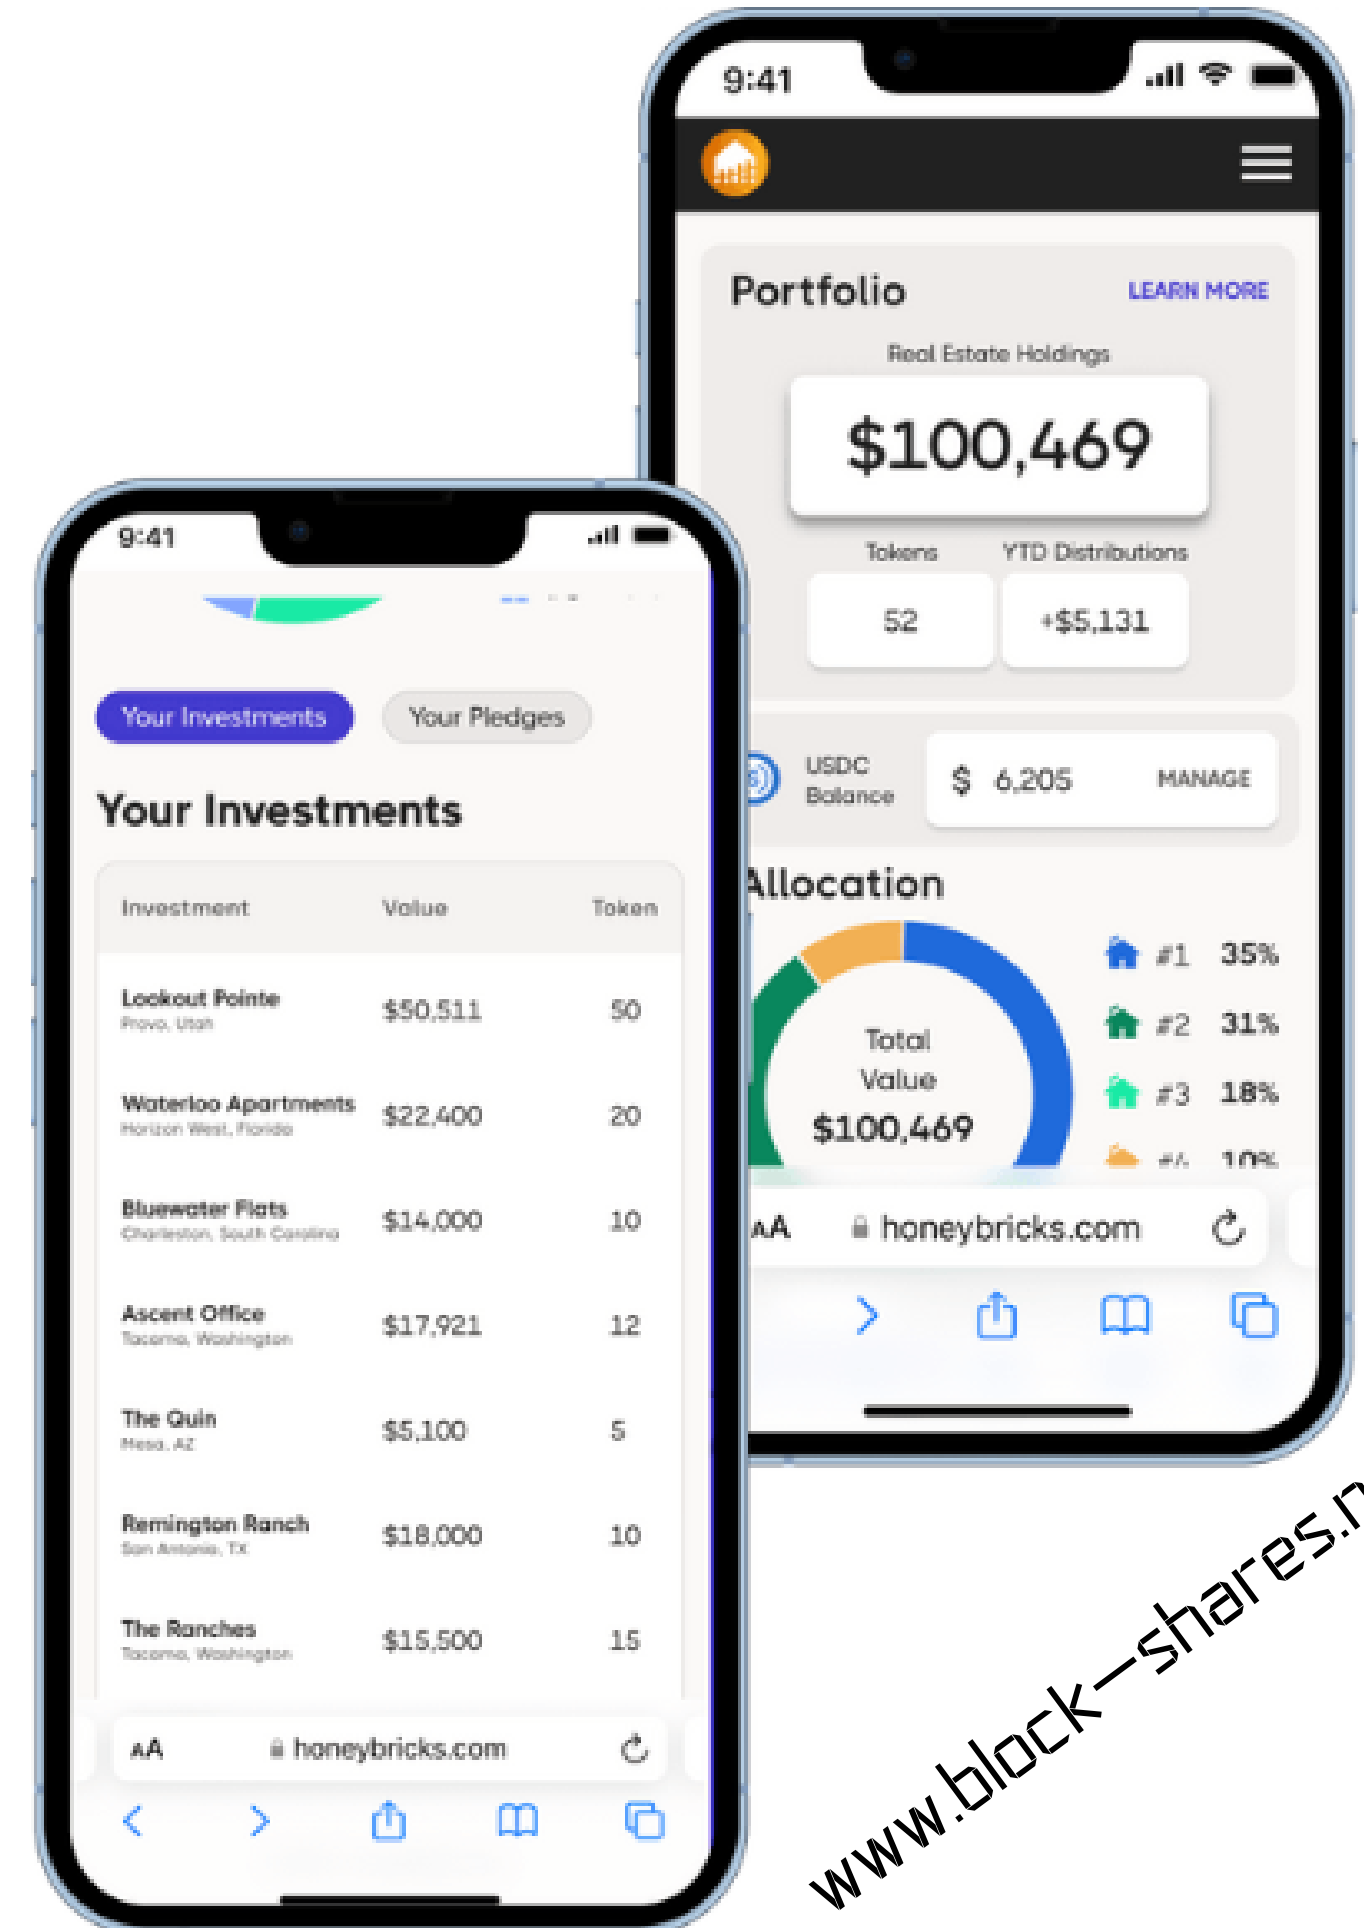 9:41
Portfolio LEARN MORE
Real Estate Holdings
$100,469
Tokens YTD Distributions
52 +$5,131
USDC
Balance
$ 6,205 MANAGE
Allocation
#1 35%
#2 31%
#3 18%
10%
Total
Value
$100,469
AA honeybricks.com
9:41
Your Investments Your Pledges
Your Investments
Investment Value Token
Lookout Pointe $50,511 50
Provo, Utah
Waterloo Apartments $22,400 20
Horizon West, Florida
Bluewater Flats $14,000 10
Charleston, South Carolina
Ascent Office $17,921 12
Tacoma, Washington
The Quin $5,100 5
Mesa, AZ
Remington Ranch $18,000 10
San Antonio, TX
The Ranches $15,500 15
Tacoma, Washington
AA honeybricks.com
www.block-shares.n